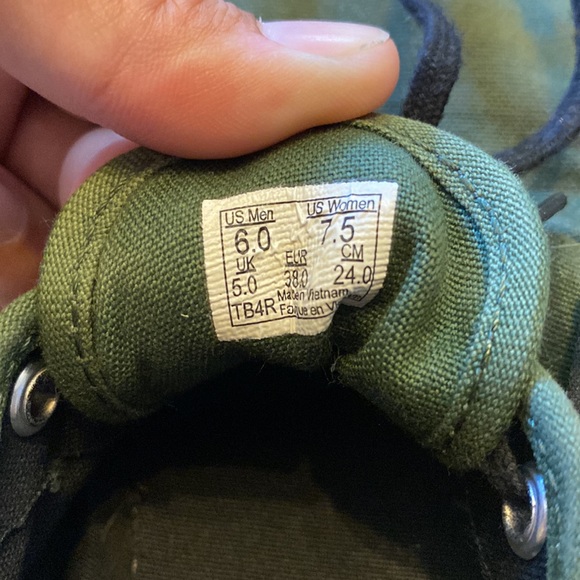 US Men US Women
6.0 7.5
UK EUR CM
5.0 38.0 24.0
TB4R Made in Vietnam
en